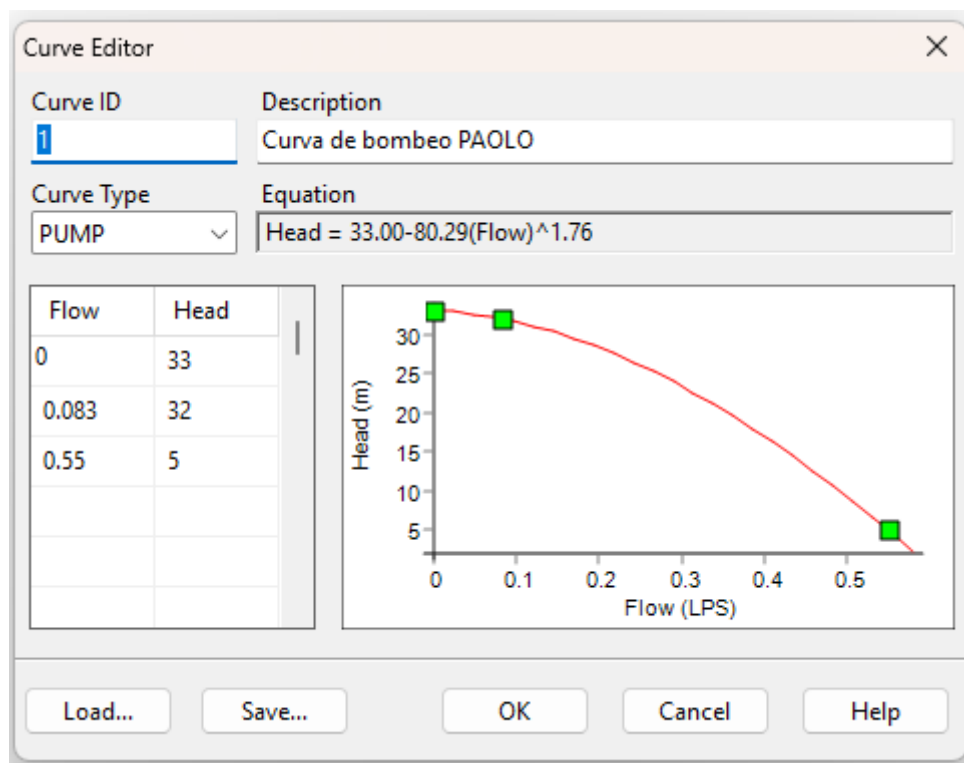 Curve Editor
Curve ID
Description
1
Curva de bombeo PAOLO
Curve Type
Equation
PUMP
Head = 33.00-80.29(Flow)^1.76
Flow Head
0 33
0.083 32
0.55 5
Head (m)
30
25
20
15
10
5
0 0.1 0.2 0.3 0.4 0.5
Flow (LPS)
Load... Save... OK Cancel Help